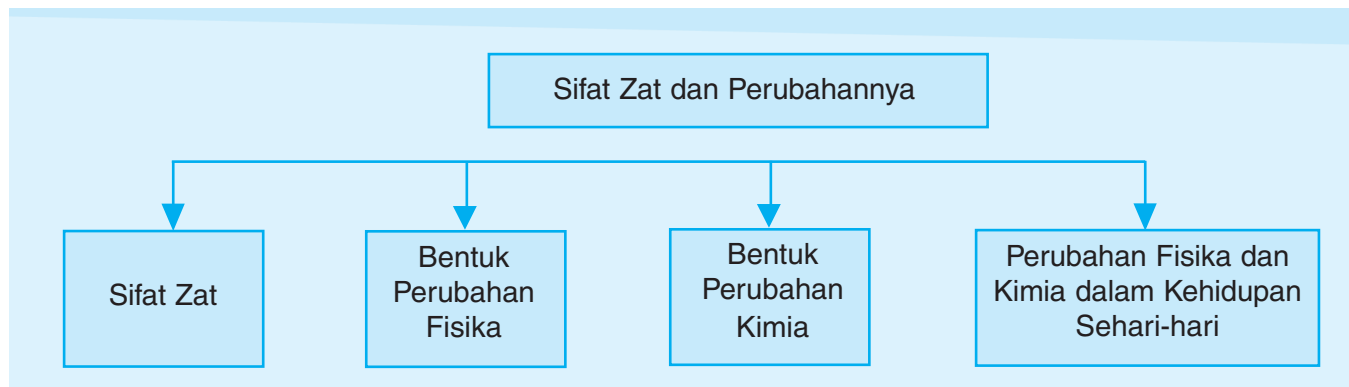 Sifat Zat dan Perubahannya
Sifat Zat
Bentuk
Perubahan
Fisika
Bentuk
Perubahan
Kimia
Perubahan Fisika dan
Kimia dalam Kehidupan
Sehari-hari